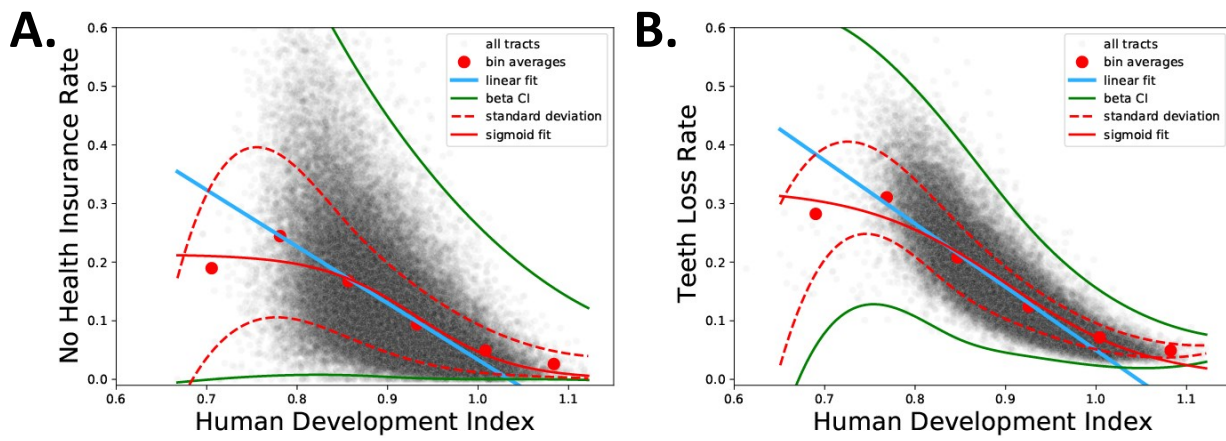 A.
No Health Insurance Rate
0.6
0.5
0.4
0.3
0.2
0.1
0.0
all tracts
bin averages
linear fit
beta CI
standard deviation
sigmoid fit
0.6 0.7 0.8 0.9 1.0 1.1
Human Development Index
B.
Teeth Loss Rate
0.6
0.5
0.4
0.3
0.2
0.1
0.0
all tracts
bin averages
linear fit
beta CI
standard deviation
sigmoid fit
0.6 0.7 0.8 0.9 1.0 1.1
Human Development Index